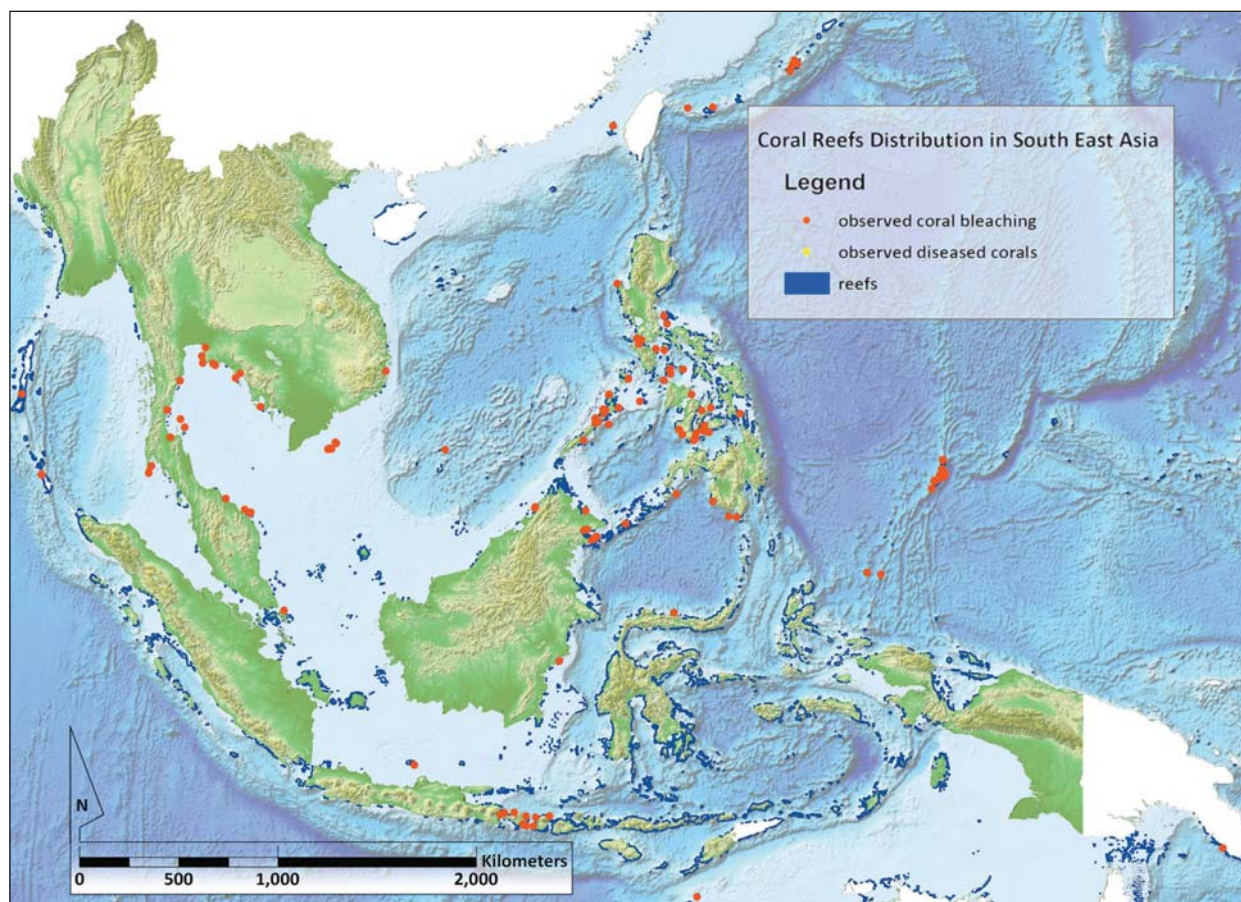 Coral Reefs Distribution in South East Asia
Legend
observed coral bleaching
observed diseased corals
reefs
N
Kilometers
0 500 1,000 2,000